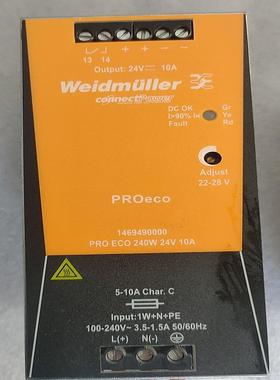 13 14 + + - -
Output: 24V⎓ 10A
Weidmüller
connectPower
DC OK Gr
I>90% I< Ye
Fault Rd
Adjust
22-28 V
PROeco
1469490000
PRO ECO 240W 24V 10A
5-10A Char. C
Input:1W+N+PE
100-240V~ 3.5-1.5A 50/60Hz
L(+) N(-)